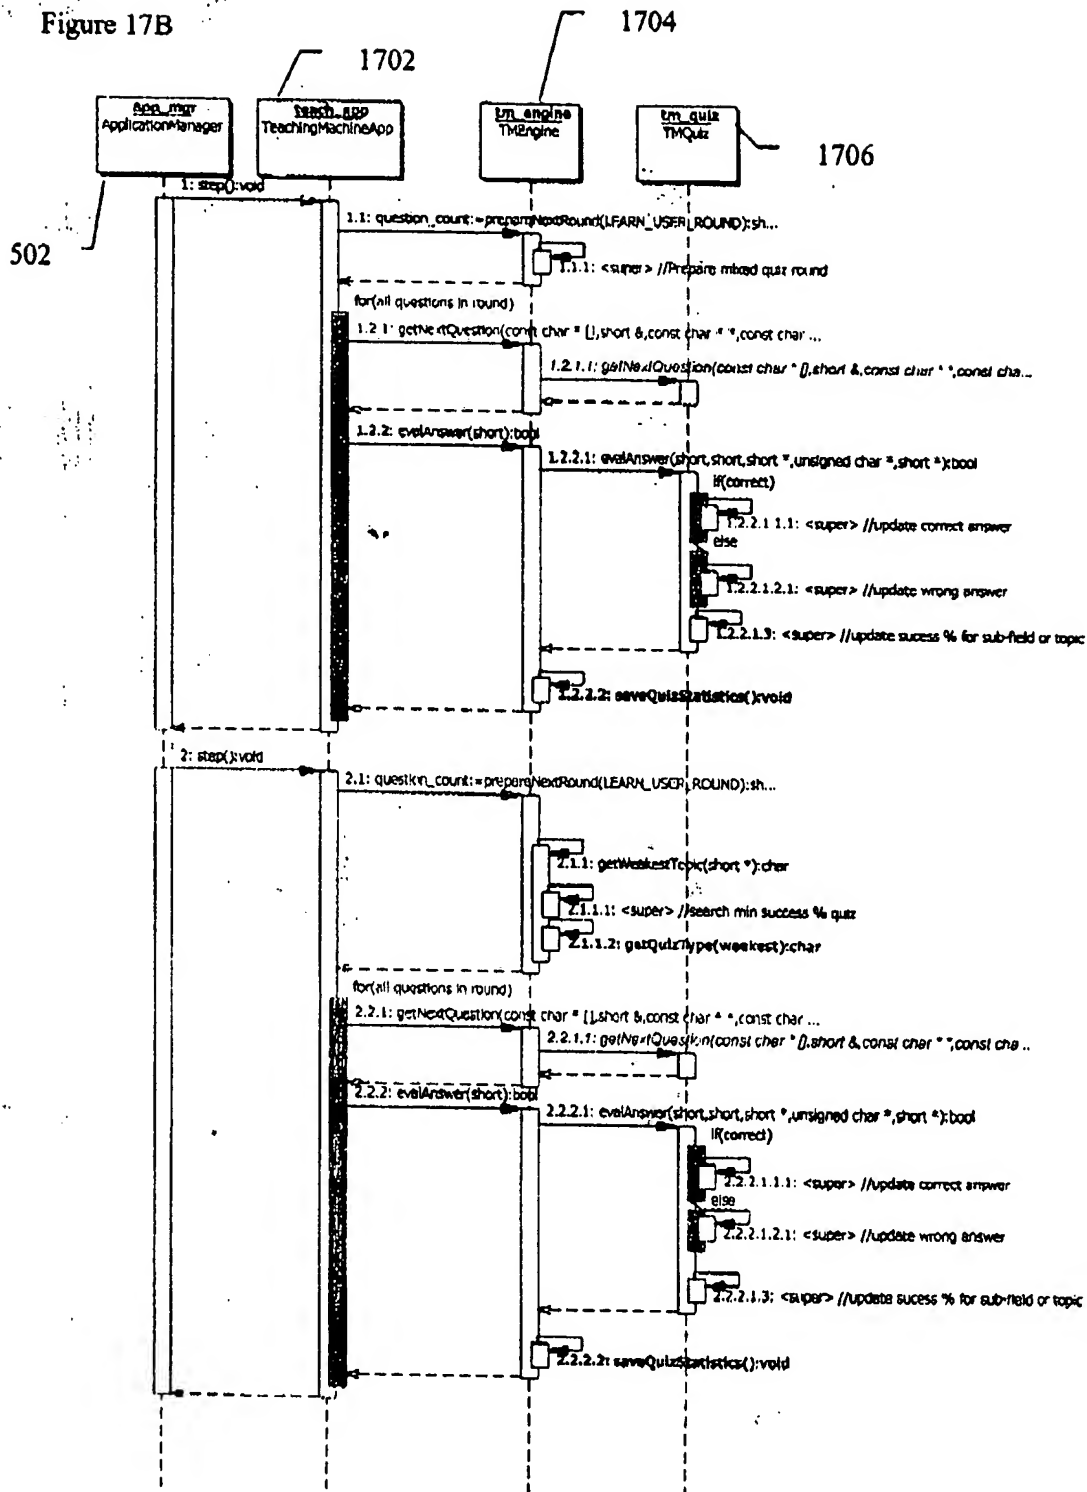 Figure 17B
1704
1702
app_mgr
ApplicationManager
teach_app
TeachingMachineApp
tm_engine
TMEngine
tm_quiz
TMQuiz
1706
502
1: step():void
1.1: question_count:=prepareNextRound(LEARN_USER_ROUND):sh...
1.1.1: <super> //Prepare mixed quiz round
for(all questions in round)
1.2.1: getNextQuestion(const char * [],short &,const char * *,const char ...
1.2.1.1: getNextQuestion(const char * [],short &,const char * *,const cha...
1.2.2: evalAnswer(short):bool
1.2.2.1: evalAnswer(short,short,short *,unsigned char *,short *):bool
if(correct)
1.2.2.1.1.1: <super> //update correct answer
else
1.2.2.1.2.1: <super> //update wrong answer
1.2.2.1.3: <super> //update sucess % for sub-field or topic
1.2.2.2: saveQuizStatistics():void
2: step():void
2.1: question_count:=prepareNextRound(LEARN_USER_ROUND):sh...
2.1.1: getWeakestTopic(short *):char
2.1.1.1: <super> //search min success % quiz
2.1.1.2: getQuizType(weakest):char
for(all questions in round)
2.2.1: getNextQuestion(const char * [],short &,const char * *,const char ...
2.2.1.1: getNextQuestion(const char * [],short &,const char * *,const cha...
2.2.2: evalAnswer(short):bool
2.2.2.1: evalAnswer(short,short,short *,unsigned char *,short *):bool
if(correct)
2.2.2.1.1.1: <super> //update correct answer
else
2.2.2.1.2.1: <super> //update wrong answer
2.2.2.1.3: <super> //update sucess % for sub-field or topic
2.2.2.2: saveQuizStatistics():void